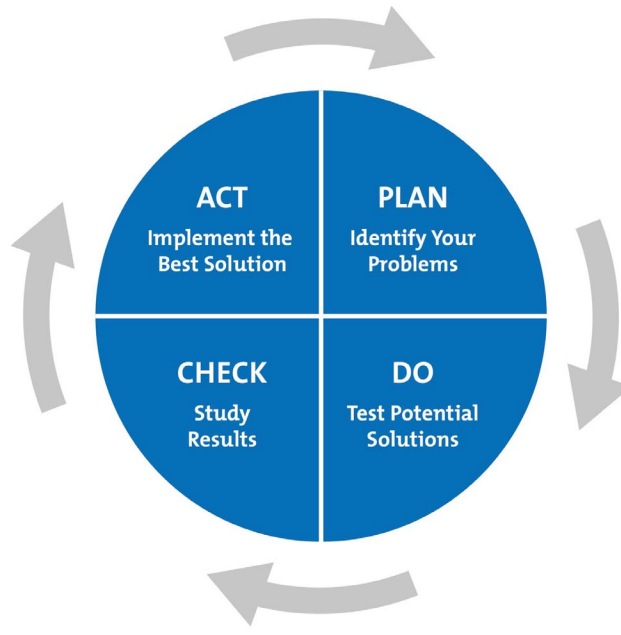 ACT
Implement the
Best Solution
PLAN
Identify Your
Problems
CHECK
Study
Results
DO
Test Potential
Solutions